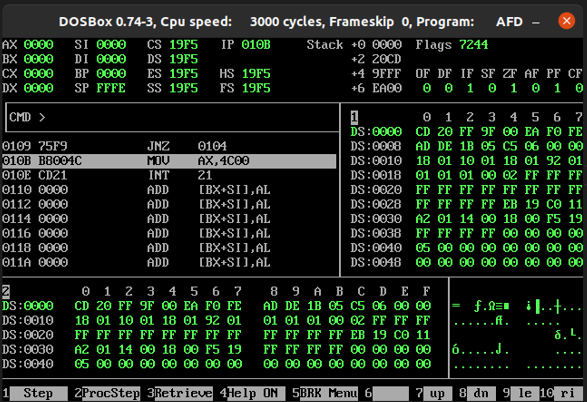 DOSBox 0.74-3, Cpu speed: 3000 cycles, Frameskip 0, Program: AFD
AX 0000 SI 0000 CS 19F5 IP 010B Stack +0 0000 Flags 7244
BX 0000 DI 0000 DS 19F5 +2 20CD
CX 0000 BP 0000 ES 19F5 HS 19F5 +4 9FFF OF DF IF SF ZF AF PF CF
DX 0000 SP FFFE SS 19F5 FS 19F5 +6 EA00 0 0 1 0 1 0 1 0
CMD >
0109 75F9 JNZ 0104
010B B8004C MOV AX,4C00
010E CD21 INT 21
0110 0000 ADD [BX+SI],AL
0112 0000 ADD [BX+SI],AL
0114 0000 ADD [BX+SI],AL
0116 0000 ADD [BX+SI],AL
0118 0000 ADD [BX+SI],AL
011A 0000 ADD [BX+SI],AL
1 0 1 2 3 4 5 6 7
DS:0000 CD 20 FF 9F 00 EA F0 FE
DS:0008 AD DE 1B 05 C5 06 00 00
DS:0010 18 01 10 01 18 01 92 01
DS:0018 01 01 01 00 02 FF FF FF
DS:0020 FF FF FF FF FF FF FF FF
DS:0028 FF FF FF FF EB 19 C0 11
DS:0030 A2 01 14 00 18 00 F5 19
DS:0038 FF FF FF FF 00 00 00 00
DS:0040 05 00 00 00 00 00 00 00
DS:0048 00 00 00 00 00 00 00 00
2 0 1 2 3 4 5 6 7 8 9 A B C D E F
DS:0000 CD 20 FF 9F 00 EA F0 FE AD DE 1B 05 C5 06 00 00
DS:0010 18 01 10 01 18 01 92 01 01 01 01 00 02 FF FF FF
DS:0020 FF FF FF FF FF FF FF FF FF FF FF FF EB 19 C0 11
DS:0030 A2 01 14 00 18 00 F5 19 FF FF FF FF 00 00 00 00
DS:0040 05 00 00 00 00 00 00 00 00 00 00 00 00 00 00 00
1 Step 2ProcStep 3Retrieve 4Help ON 5BRK Menu 6 7 up 8 dn 9 le 10 ri